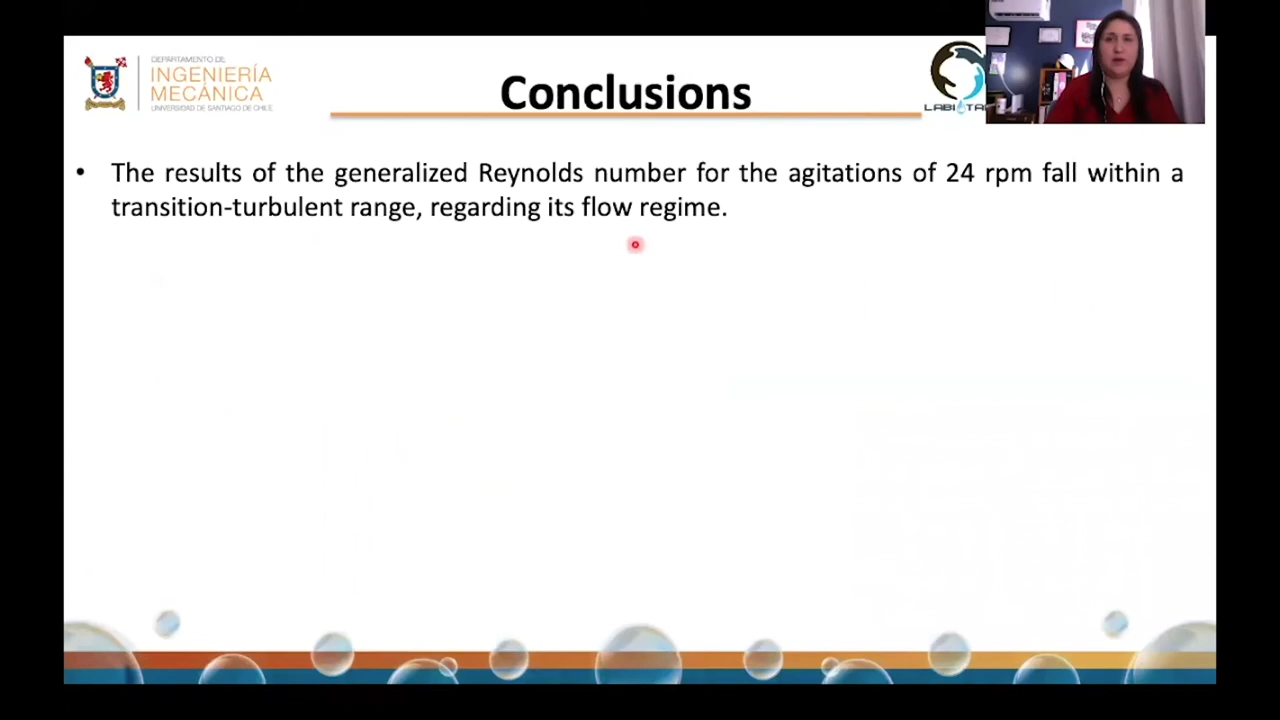 DEPARTAMENTO DE
INGENIERÍA
MECÁNICA
UNIVERSIDAD DE SANTIAGO DE CHILE
Conclusions
• The results of the generalized Reynolds number for the agitations of 24 rpm fall within a
transition-turbulent range, regarding its flow regime.